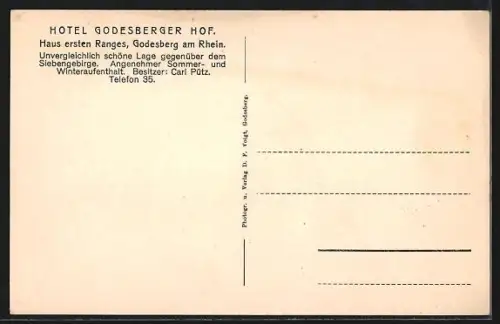 HOTEL GODESBERGER HOF.
Haus ersten Ranges, Godesberg am Rhein.
Unvergleichlich schöne Lage gegenüber dem
Siebengebirge. Angenehmer Sommer- und
Winteraufenthalt. Besitzer: Carl Pütz.
Telefon 35.
Photogr. u. Verlag D. F. Voigt, Godesberg.